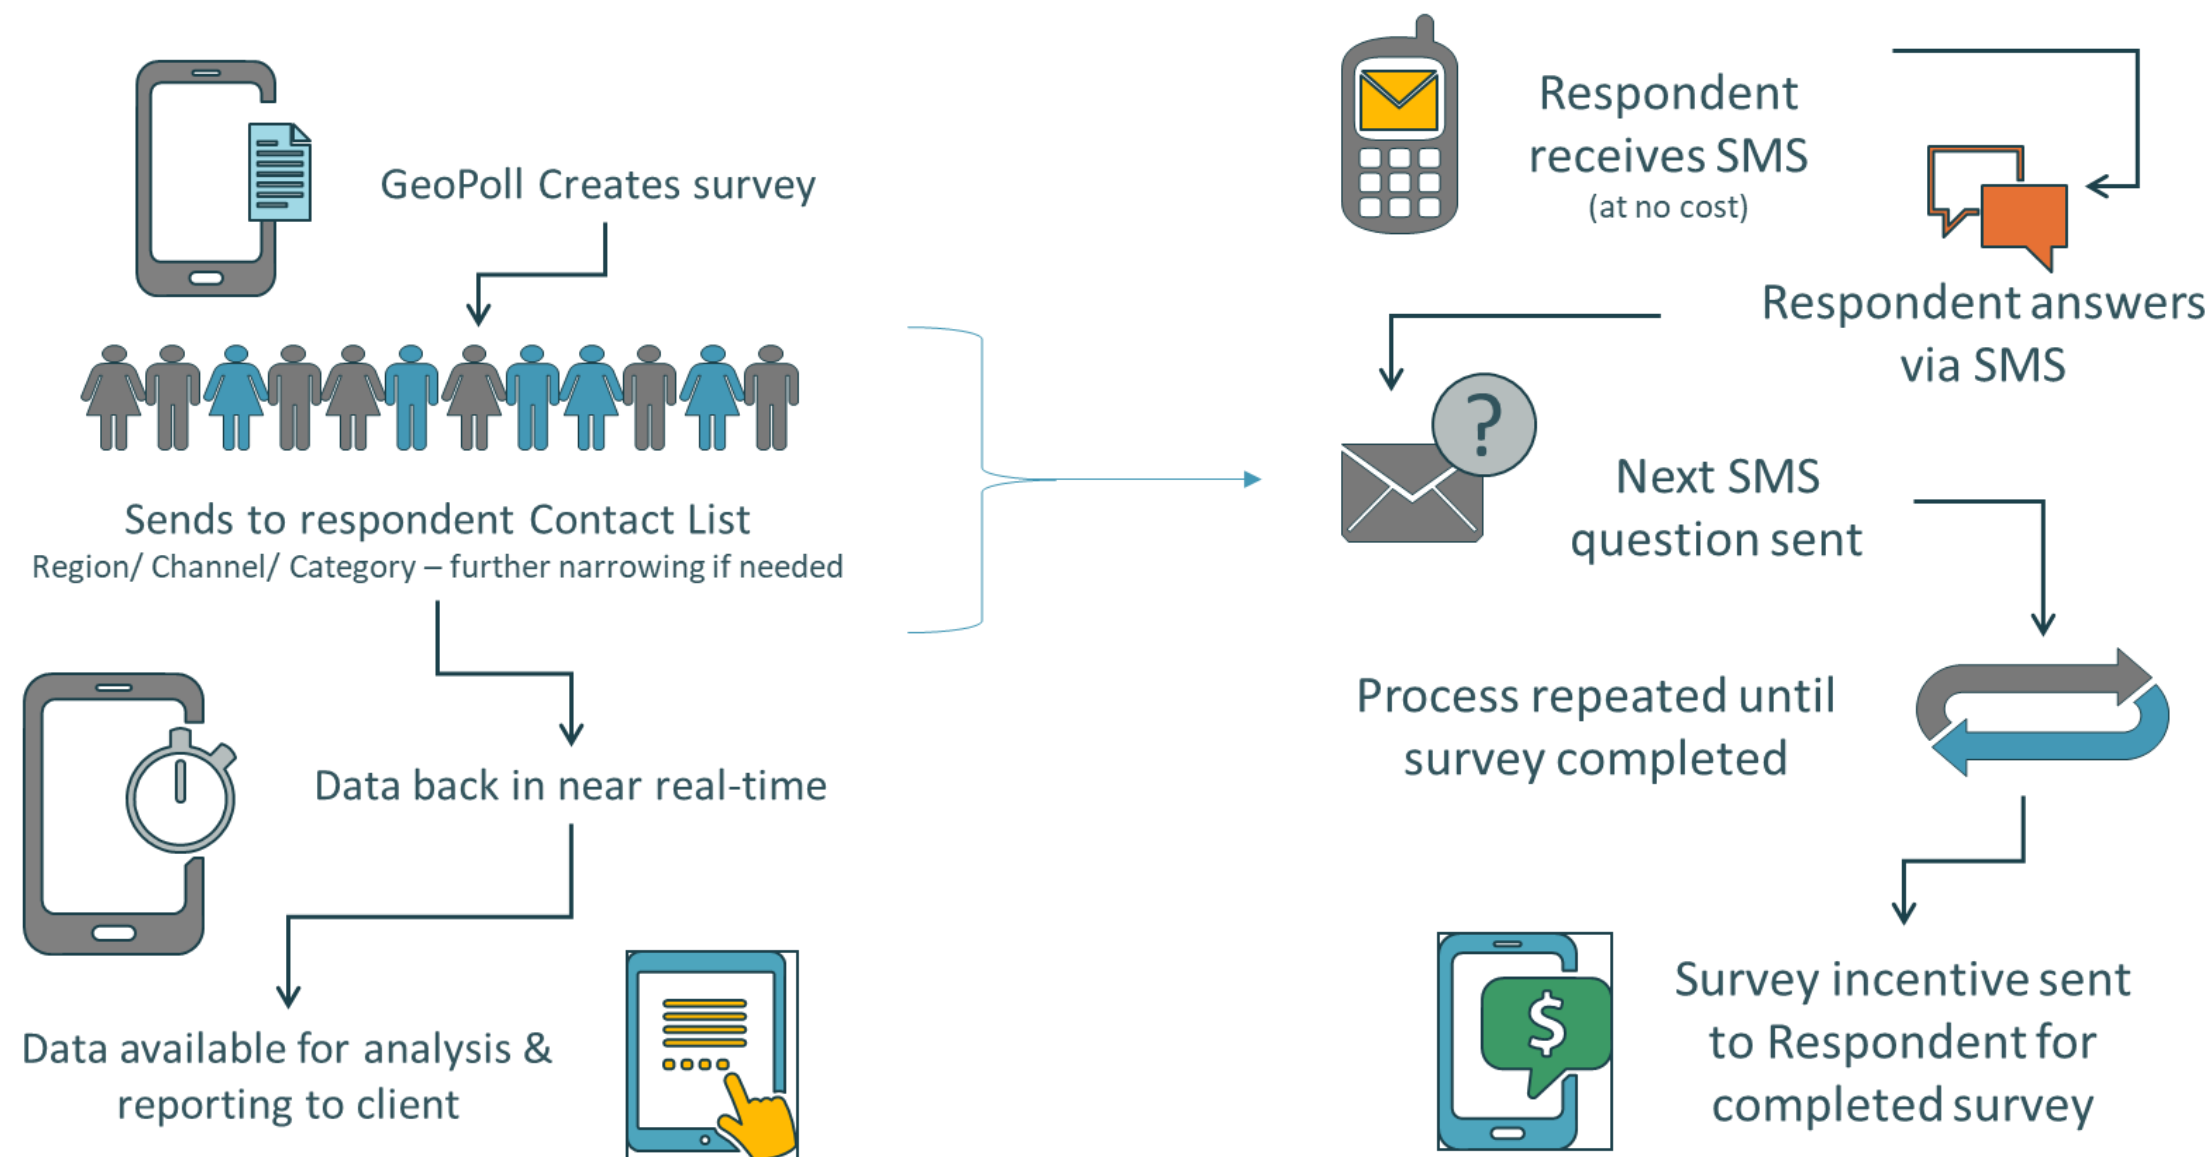 GeoPoll Creates survey
Sends to respondent Contact List
Region/ Channel/ Category – further narrowing if needed
Data back in near real-time
Data available for analysis &
reporting to client
Respondent
receives SMS
(at no cost)
Respondent answers
via SMS
?
Next SMS
question sent
Process repeated until
survey completed
$
Survey incentive sent
to Respondent for
completed survey